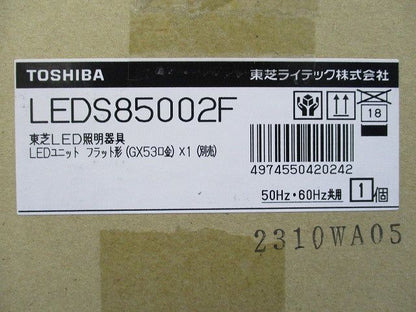 TOSHIBA 東芝ライテック株式会社
LEDS85002F
18
東芝LED照明器具
LEDユニット フラット形(GX53口金)×1(別売)
4974550420242
50Hz・60Hz共用 1個
2310WA05